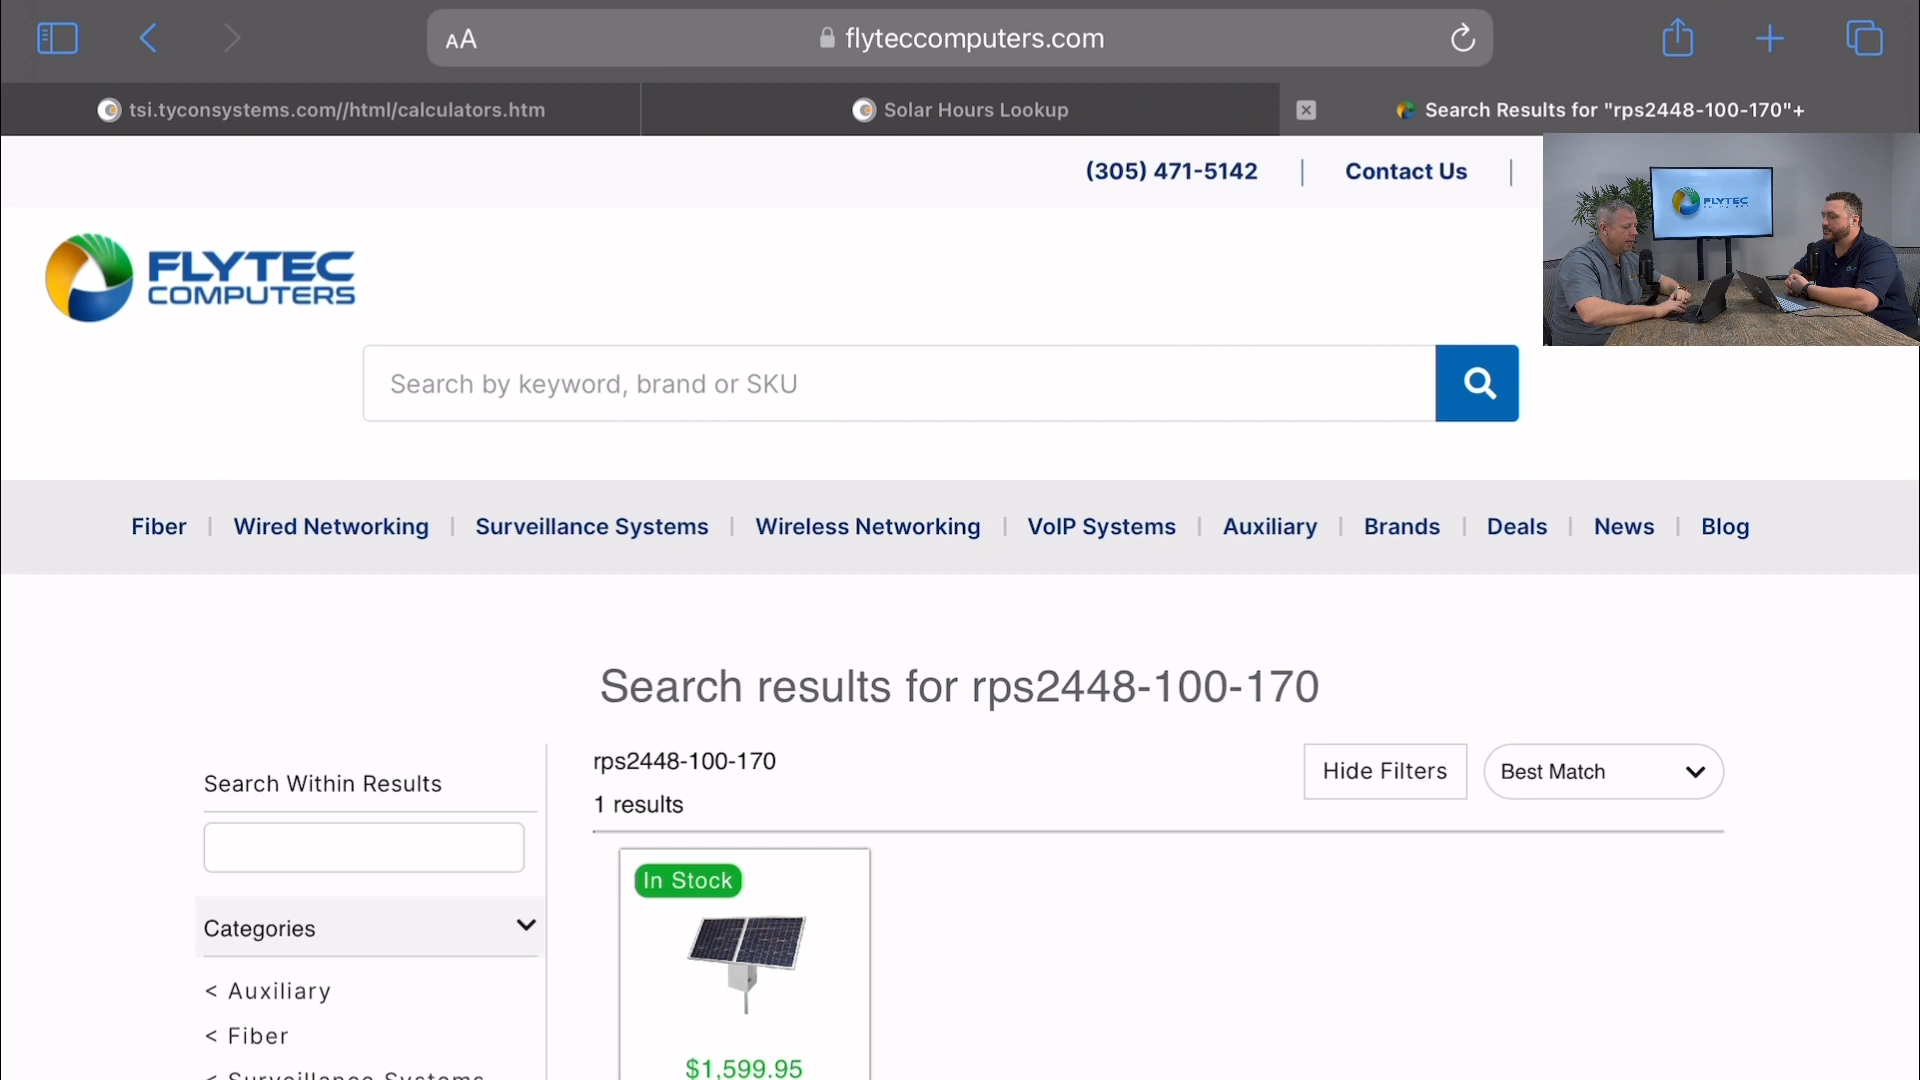 AA
flyteccomputers.com
tsi.tyconsystems.com//html/calculators.htm
Solar Hours Lookup
Search Results for "rps2448-100-170"+
(305) 471-5142 | Contact Us |
FLYTEC
FLYTEC
COMPUTERS
Search by keyword, brand or SKU
Fiber | Wired Networking | Surveillance Systems | Wireless Networking | VoIP Systems | Auxiliary | Brands | Deals | News | Blog
Search results for rps2448-100-170
rps2448-100-170
Hide Filters
Best Match
Search Within Results
1 results
In Stock
Categories
< Auxiliary
< Fiber
< Surveillance Systems
$1,599.95